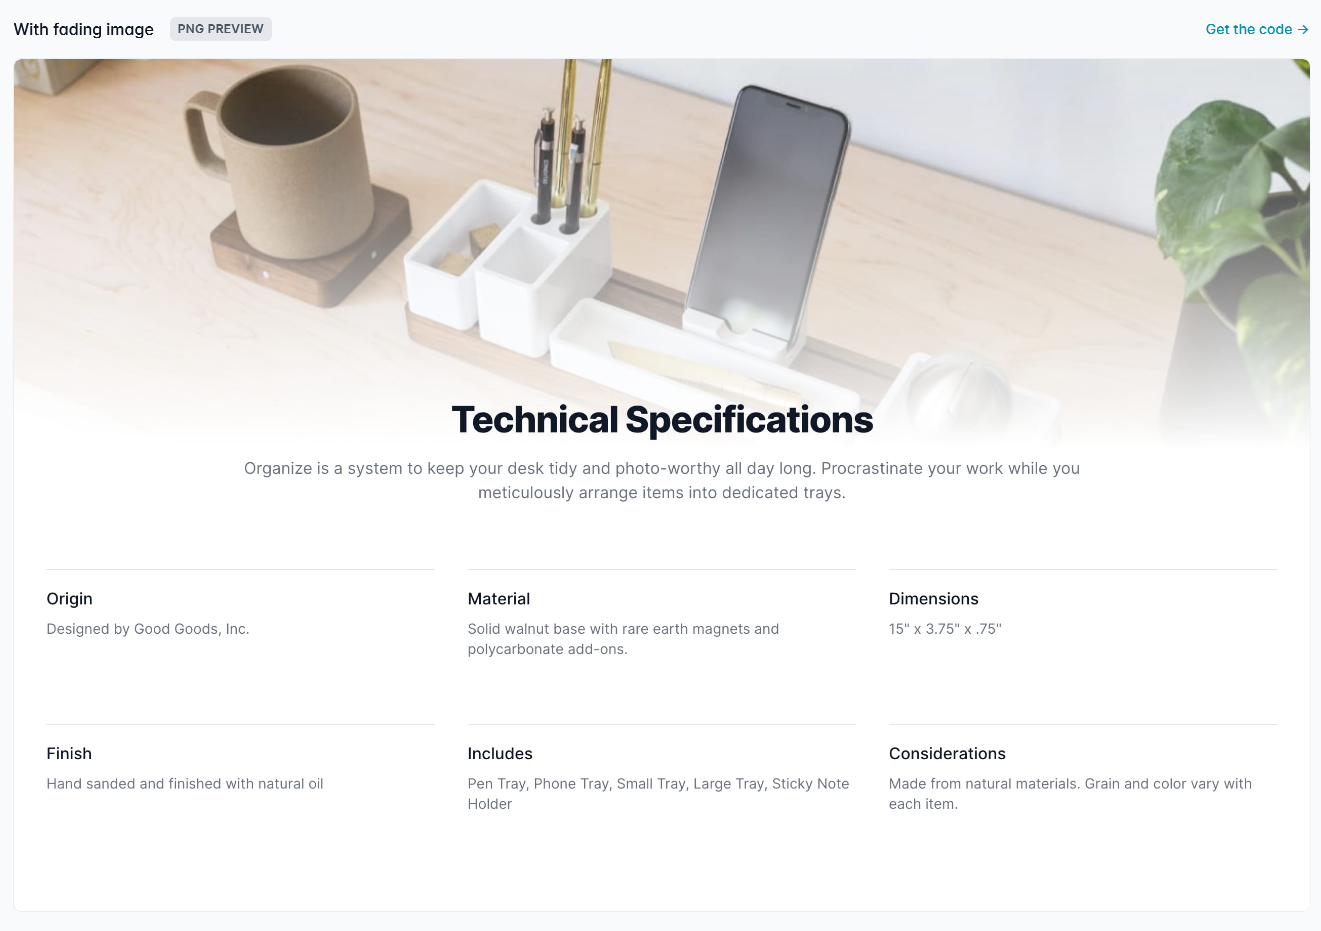 With fading image
PNG PREVIEW
Get the code →
Technical Specifications
Organize is a system to keep your desk tidy and photo-worthy all day long. Procrastinate your work while you
meticulously arrange items into dedicated trays.
Origin
Designed by Good Goods, Inc.
Material
Solid walnut base with rare earth magnets and
polycarbonate add-ons.
Dimensions
15" x 3.75" x .75"
Finish
Hand sanded and finished with natural oil
Includes
Pen Tray, Phone Tray, Small Tray, Large Tray, Sticky Note
Holder
Considerations
Made from natural materials. Grain and color vary with
each item.